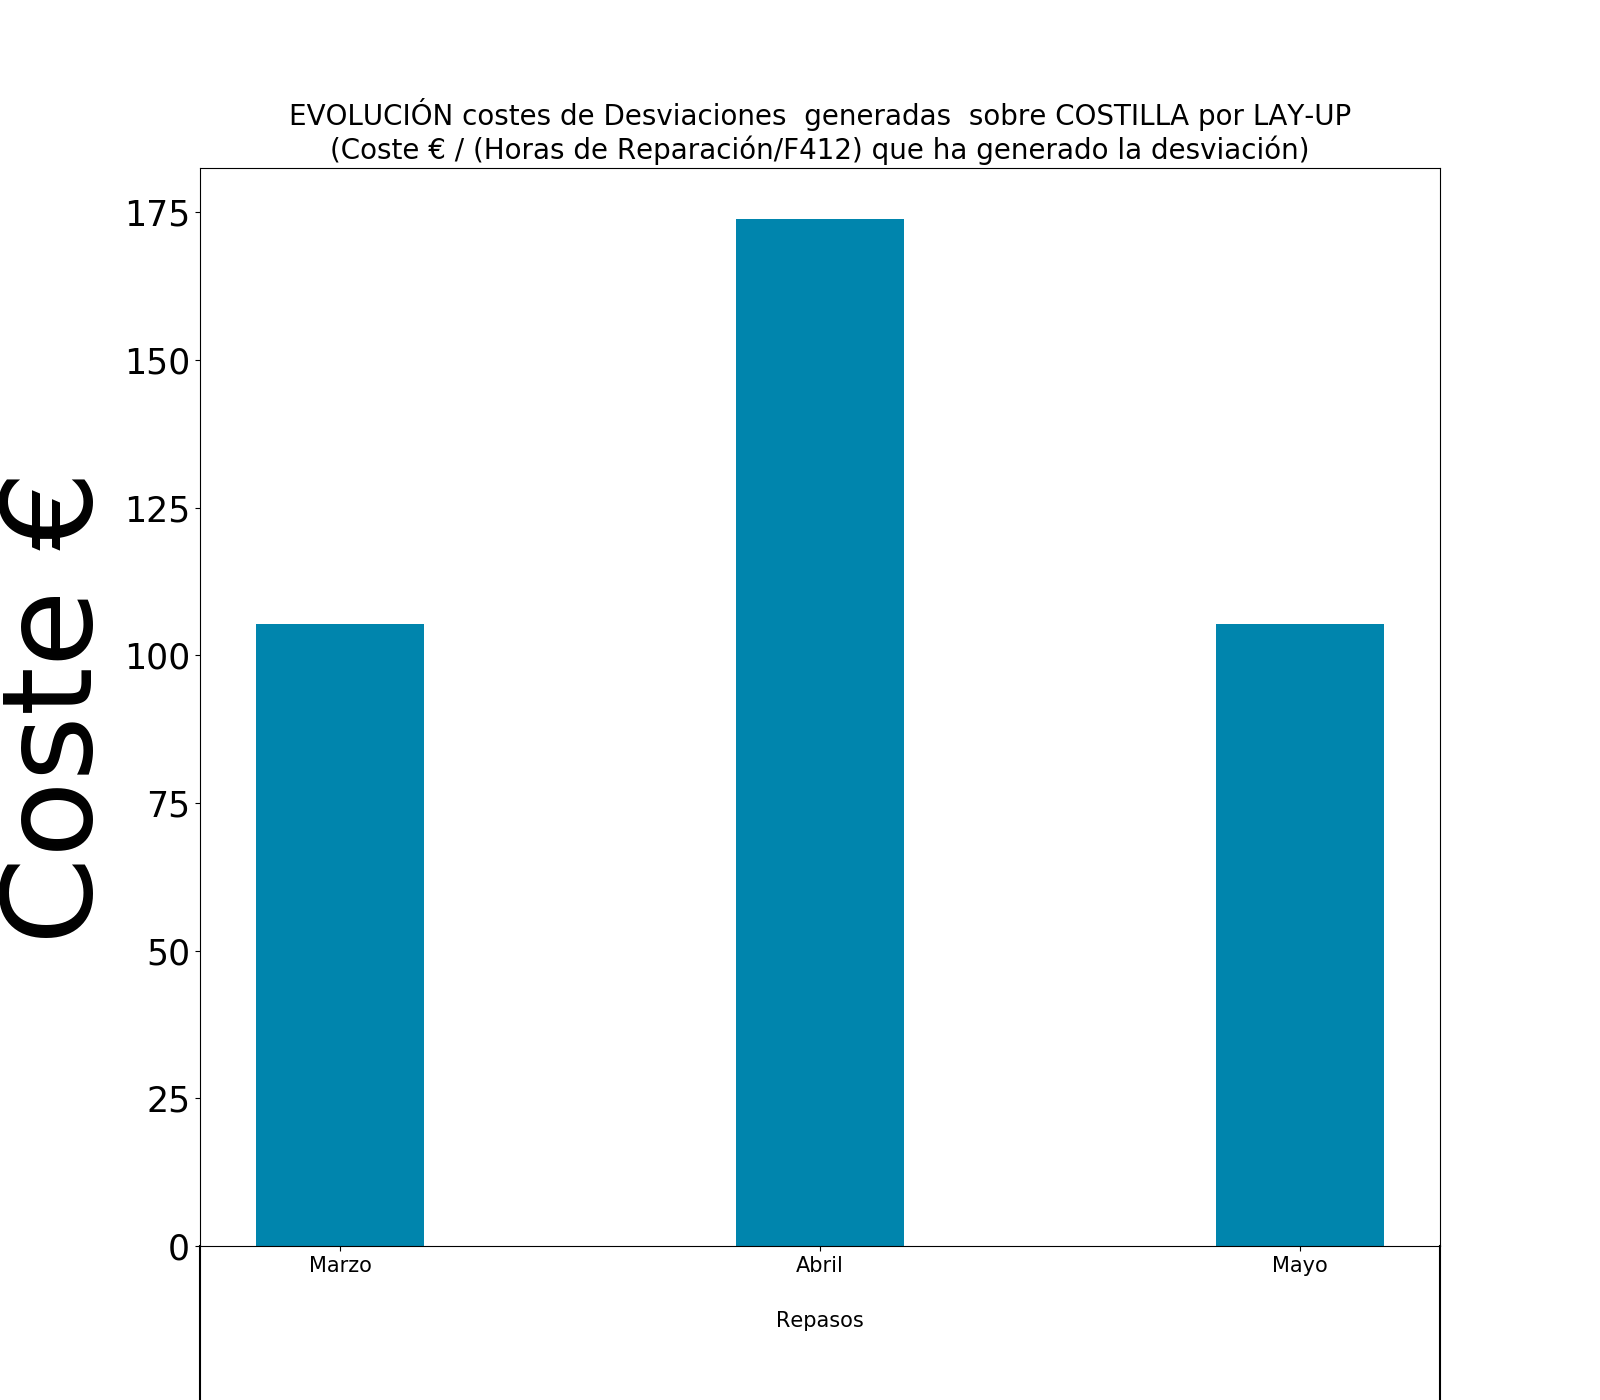 EVOLUCIÓN costes de Desviaciones  generadas  sobre COSTILLA por LAY-UP
(Coste € / (Horas de Reparación/F412) que ha generado la desviación)
Coste €
175
150
125
100
75
50
25
0
Marzo
Abril
Mayo
Repasos